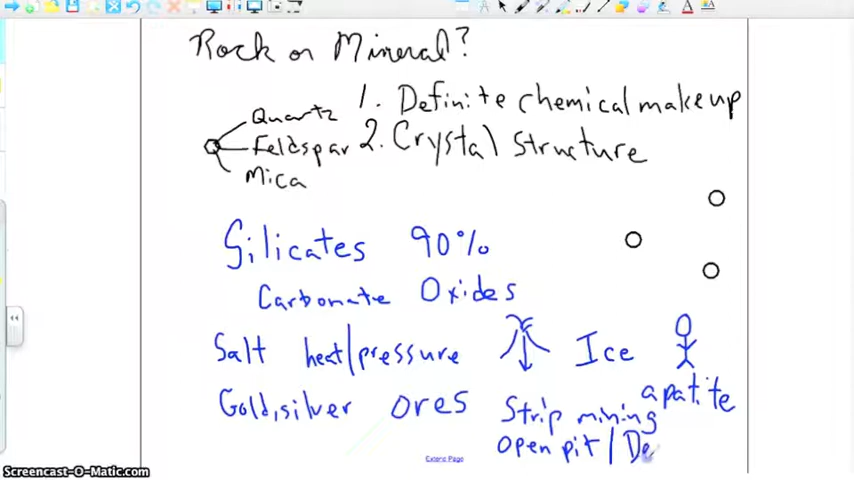 Rock or Mineral?
1. Definite chemical makeup
Quartz
Feldspar
Mica
2. Crystal Structure
Silicates 90%
Carbonate Oxides
Salt heat/pressure Ice
Gold,silver ores apatite
Strip mining
Open pit / De
Extend Page
Screencast-O-Matic.com